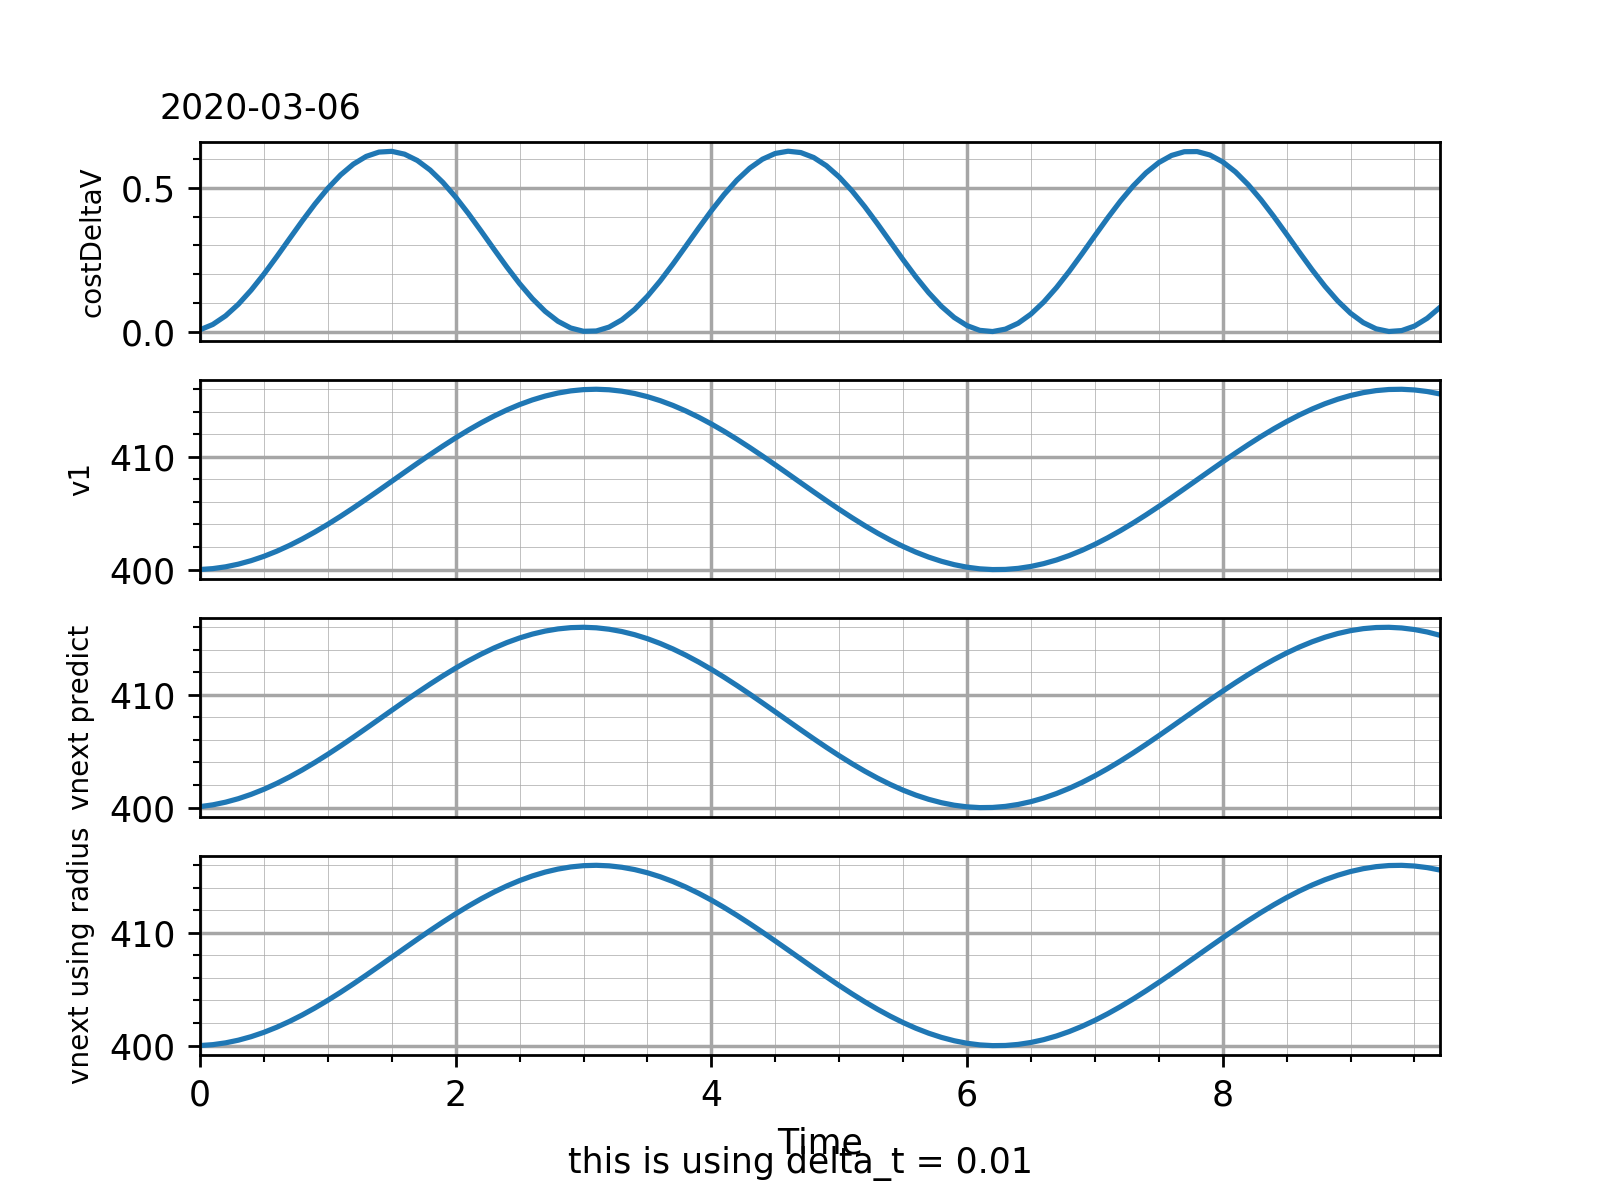 2020-03-06
costDeltaV
0.5
0.0
v1
410
400
vnext predict
410
400
vnext using radius
410
400
0 2 4 6 8
Time
this is using delta_t = 0.01